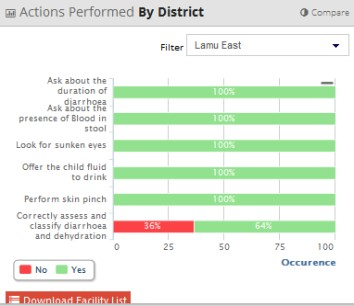 Actions Performed By District
Compare
Filter
Lamu East
Ask about the
duration of
diarrhoea
100%
Ask about the
presence of Blood in
stool
100%
Look for sunken eyes
100%
Offer the child fluid
to drink
100%
Perform skin pinch
100%
Correctly assess and
classify diarrhoea
and dehydration
36%
64%
0
25
50
75
100
Occurence
No
Yes
Download Facility List